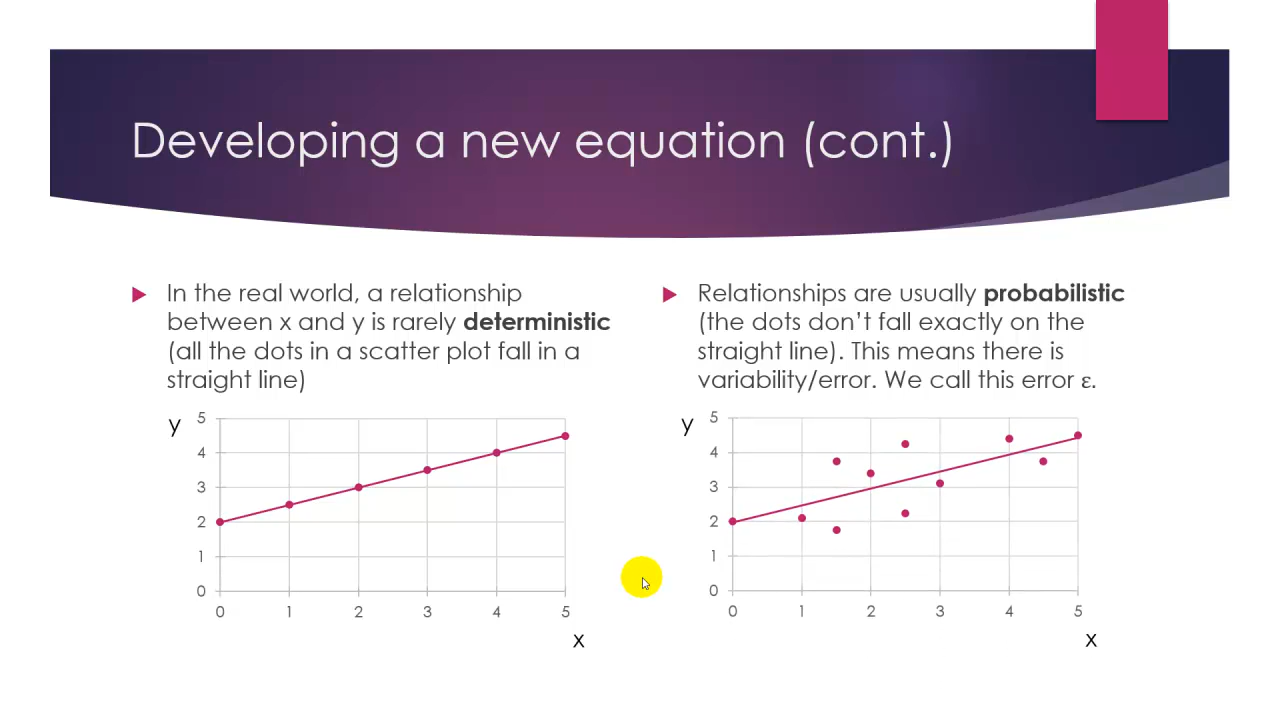 Developing a new equation (cont.)
In the real world, a relationship
between x and y is rarely deterministic
(all the dots in a scatter plot fall in a
straight line)
y
5
4
3
2
1
0
0 1 2 3 4 5
x
Relationships are usually probabilistic
(the dots don’t fall exactly on the
straight line). This means there is
variability/error. We call this error ε.
y
5
4
3
2
1
0
0 1 2 3 4 5
x